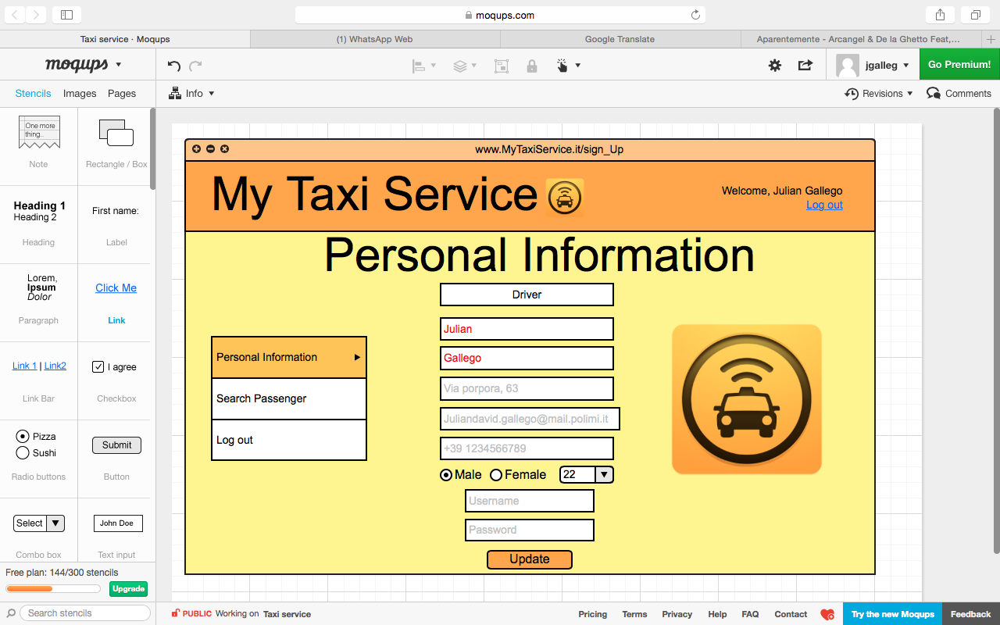 moqups.com
Taxi service · Moqups
(1) WhatsApp Web
Google Translate
Aparentemente - Arcangel & De la Ghetto Feat,...
moqups
jgalleg
Go Premium!
Stencils Images Pages
Info
Revisions
Comments
One more
thing..
Note
Rectangle / Box
Heading 1
Heading 2
Heading
First name:
Label
Lorem,
Ipsum
Dolor
Paragraph
Click Me
Link
Link 1 | Link2
Link Bar
I agree
Checkbox
Pizza
Sushi
Radio buttons
Submit
Button
Select
Combo box
John Doe
Text input
Free plan: 144/300 stencils
Upgrade
Search stencils
www.MyTaxiService.it/sign_Up
My Taxi Service
Welcome, Julian Gallego
Log out
Personal Information
Driver
Julian
Gallego
Via porpora, 63
Juliandavid.gallego@mail.polimi.it
+39 1234566789
Male Female 22
Username
Password
Update
Personal Information
Search Passenger
Log out
PUBLIC Working on Taxi service
Pricing Terms Privacy Help FAQ Contact
Try the new Moqups
Feedback